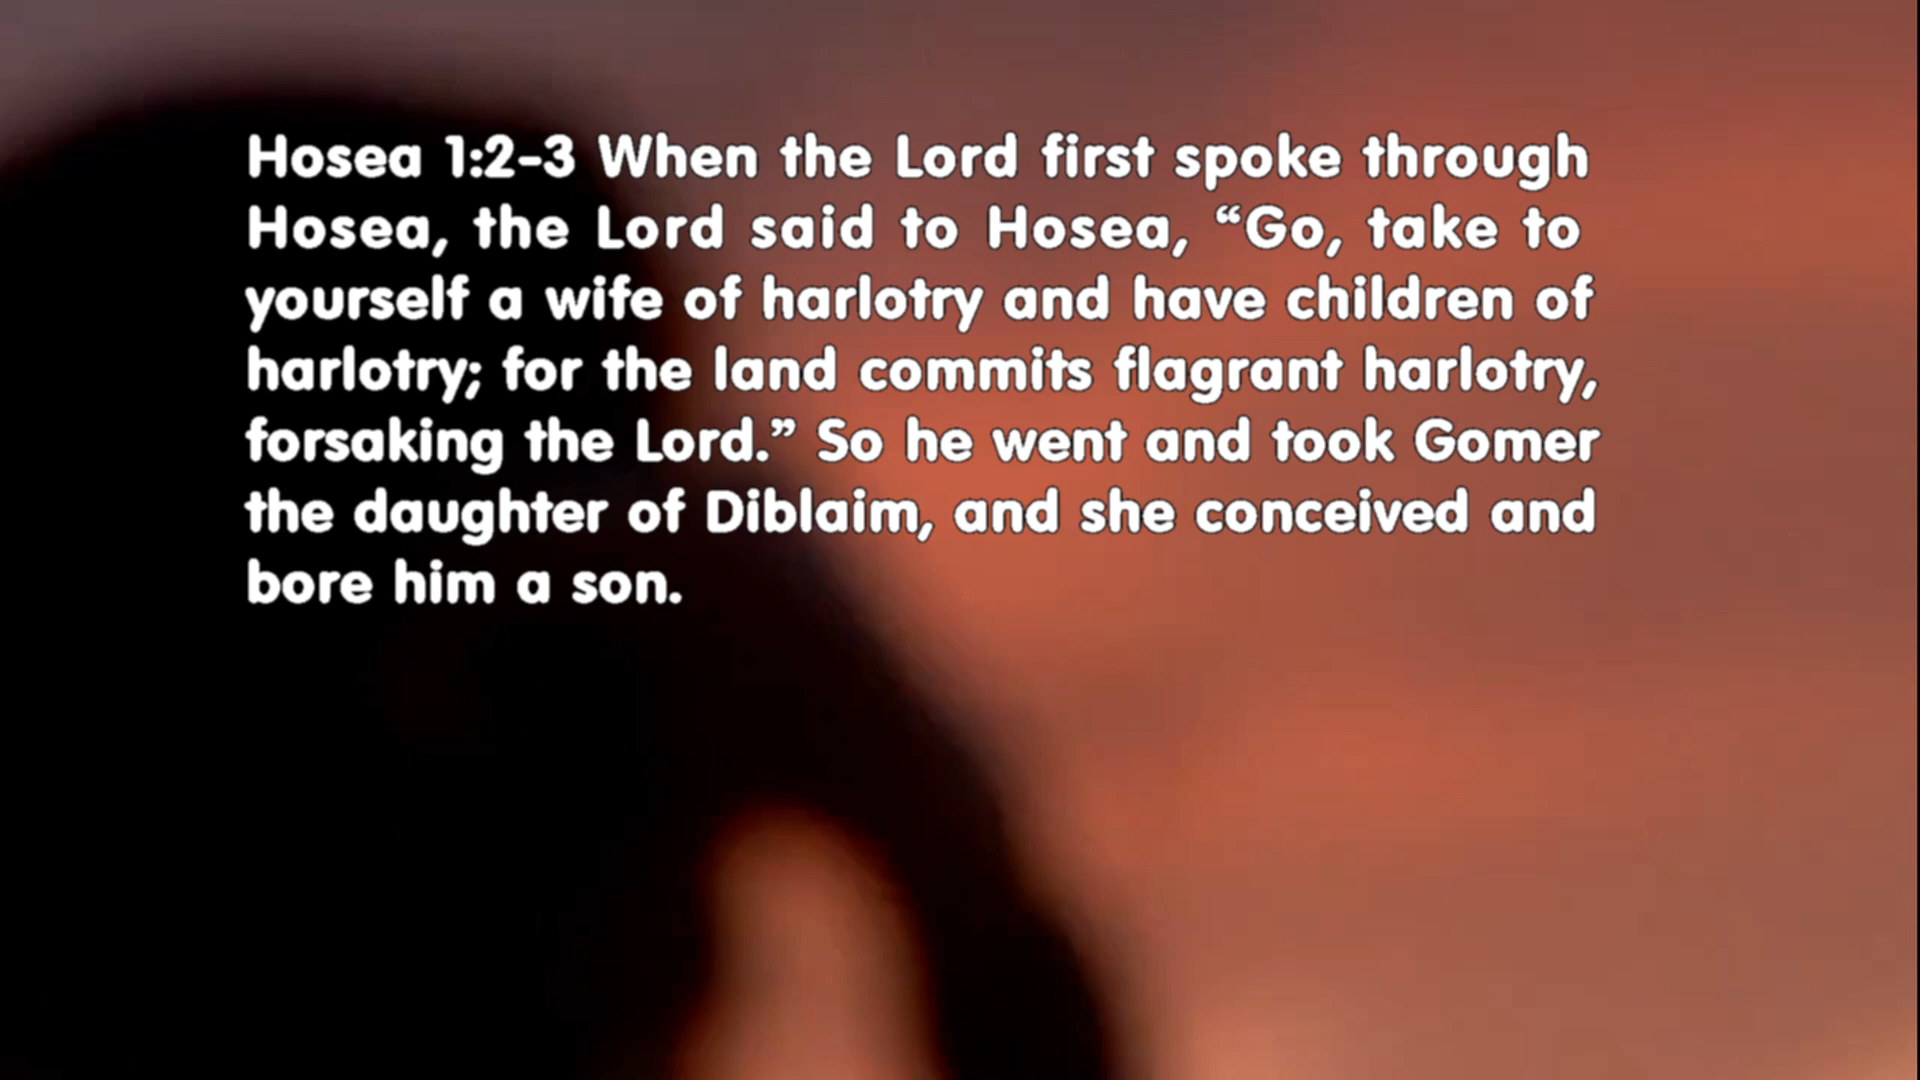 Hosea 1:2-3 When the Lord first spoke through
Hosea, the Lord said to Hosea, “Go, take to
yourself a wife of harlotry and have children of
harlotry; for the land commits flagrant harlotry,
forsaking the Lord.” So he went and took Gomer
the daughter of Diblaim, and she conceived and
bore him a son.